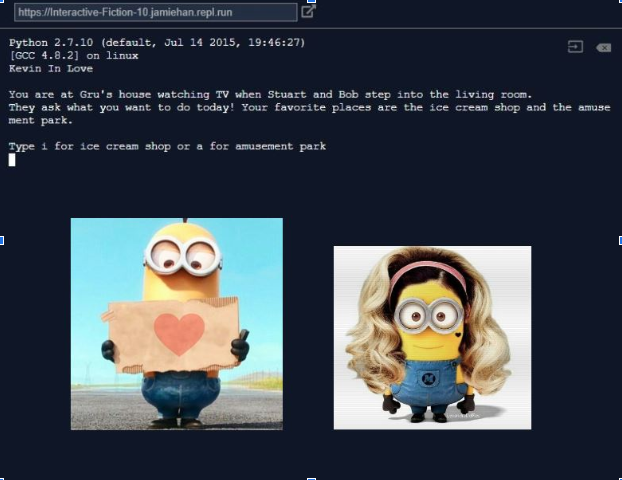 https://Interactive-Fiction-10.jamiehan.repl.run
Python 2.7.10 (default, Jul 14 2015, 19:46:27)
[GCC 4.8.2] on linux
Kevin In Love
You are at Gru's house watching TV when Stuart and Bob step into the living room.
They ask what you want to do today! Your favorite places are the ice cream shop and the amuse
ment park.
Type i for ice cream shop or a for amusement park